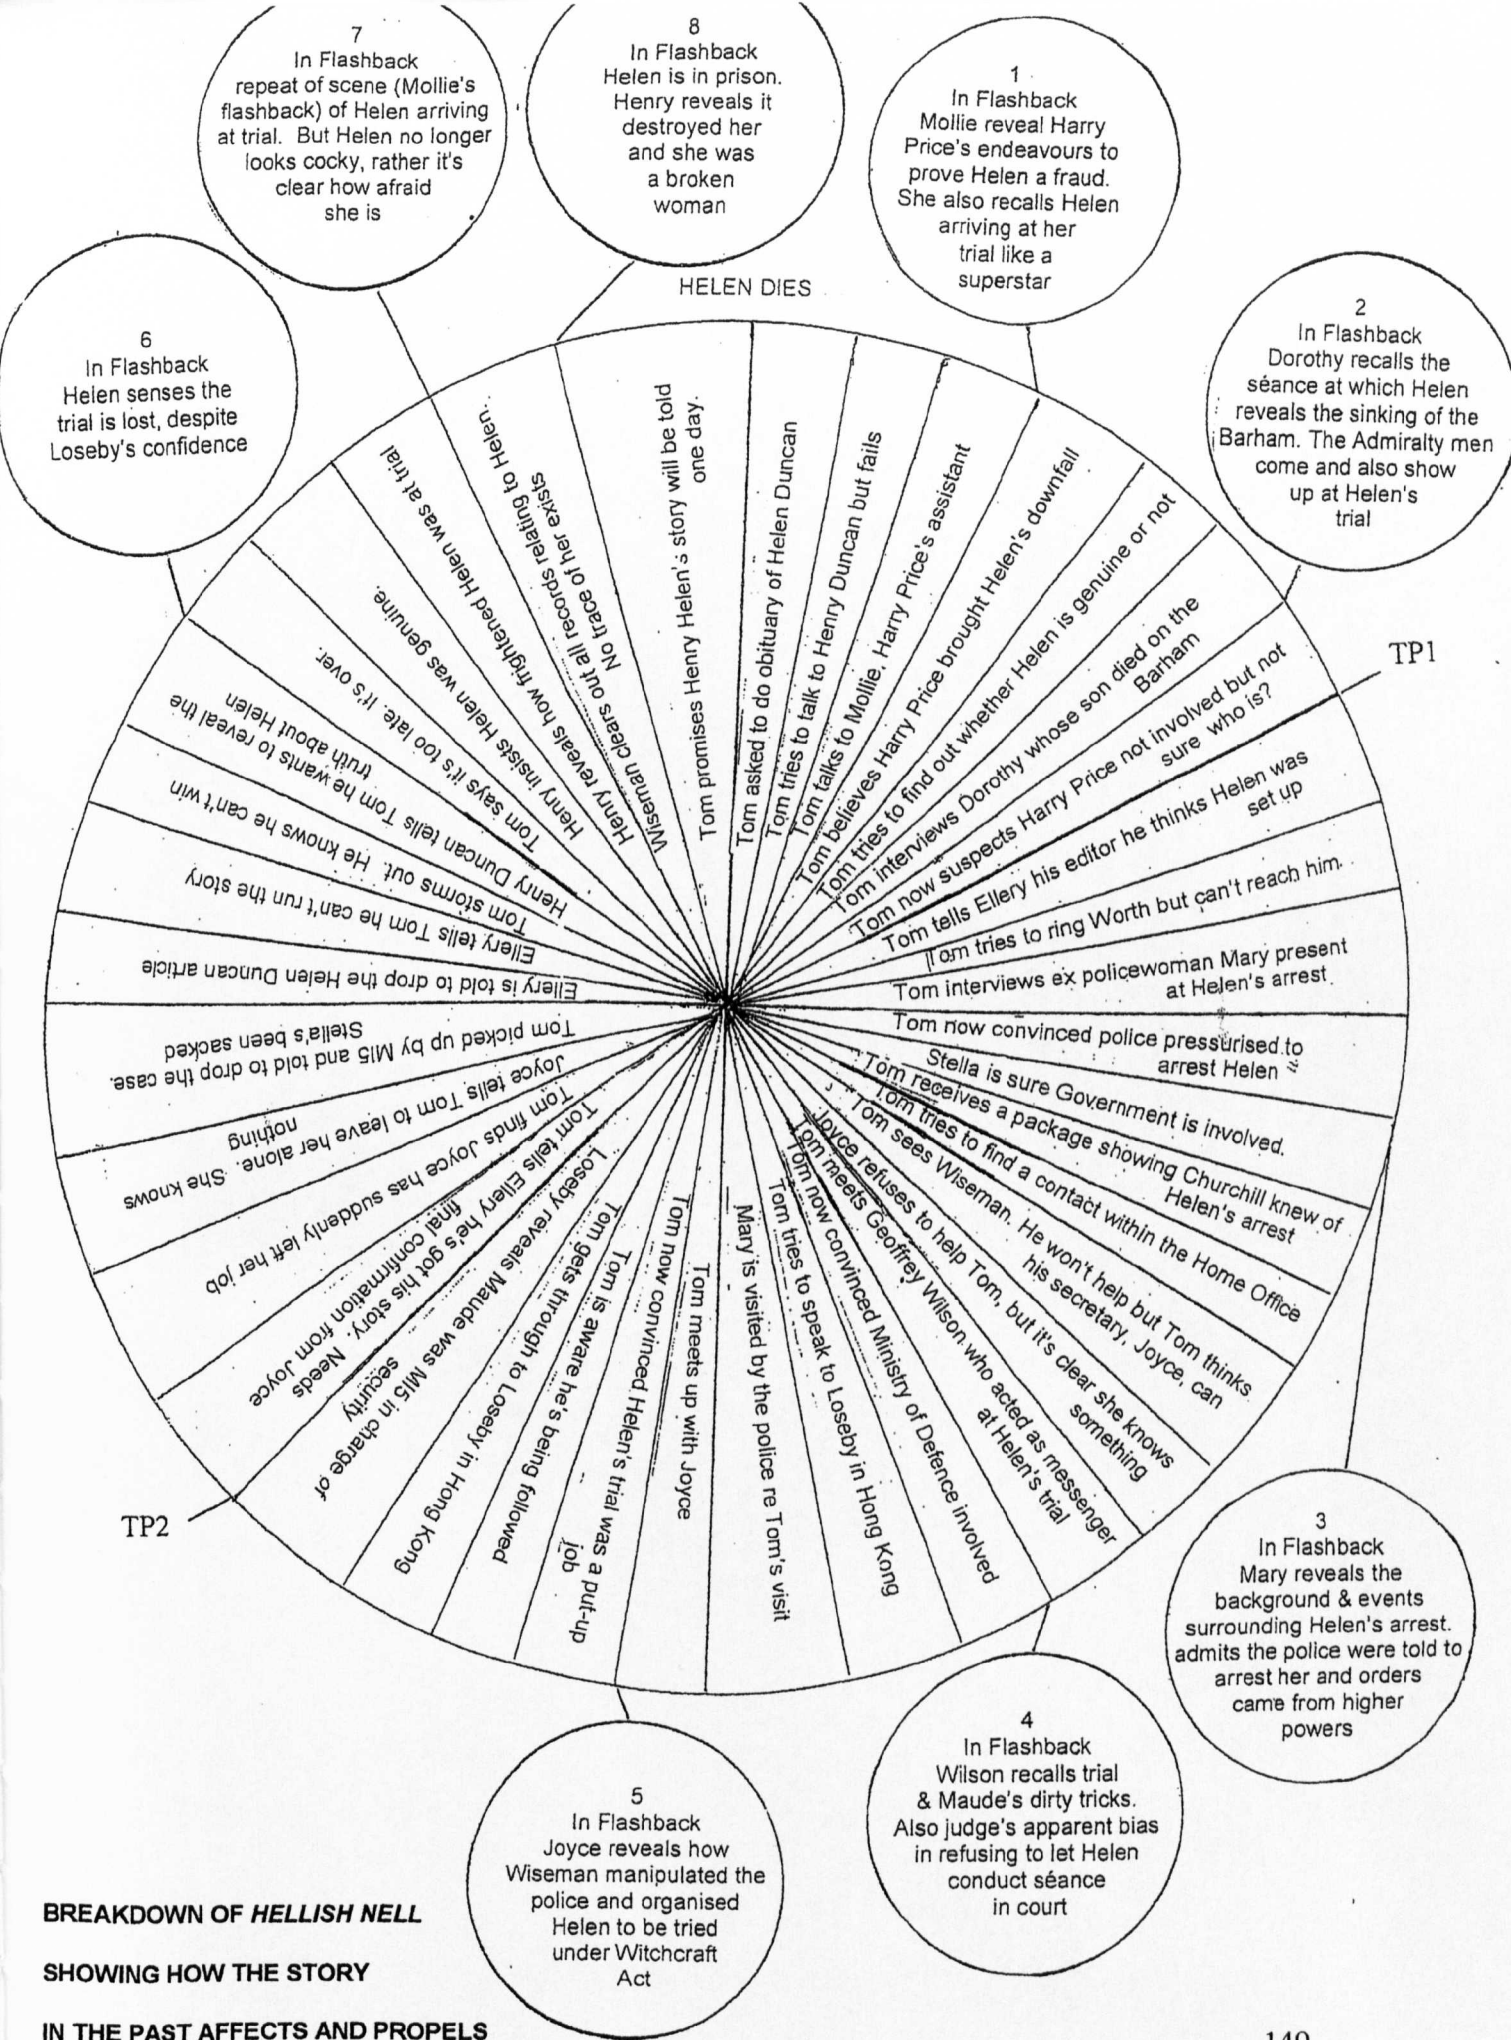 7
In Flashback
repeat of scene (Mollie's
flashback) of Helen arriving
at trial. But Helen no longer
looks cocky, rather it's
clear how afraid
she is
8
In Flashback
Helen is in prison.
Henry reveals it
destroyed her
and she was
a broken
woman
1
In Flashback
Mollie reveal Harry
Price's endeavours to
prove Helen a fraud.
She also recalls Helen
arriving at her
trial like a
superstar
2
In Flashback
Dorothy recalls the
séance at which Helen
reveals the sinking of the
Barham. The Admiralty men
come and also show
up at Helen's
trial
6
In Flashback
Helen senses the
trial is lost, despite
Loseby's confidence
HELEN DIES
Tom asked to do obituary of Helen Duncan
Tom tries to talk to Henry Duncan but fails
Tom talks to Mollie, Harry Price's assistant
Tom believes Harry Price brought Helen's downfall
Tom tries to find out whether Helen is genuine or not
Tom interviews Dorothy whose son died on the
Barham
Tom now suspects Harry Price not involved but not
sure who is?
TP1
Tom tells Ellery his editor he thinks Helen was
set up
Tom tries to ring Worth but can't reach him.
Tom interviews ex policewoman Mary present
at Helen's arrest.
Tom now convinced police pressurised to
arrest Helen
Stella is sure Government is involved.
Tom receives a package showing Churchill knew of
Helen's arrest
Tom tries to find a contact within the Home Office
Tom sees Wiseman. He won't help but Tom thinks
his secretary, Joyce, can
Joyce refuses to help Tom, but it's clear she knows
something
Tom meets Geoffrey Wilson who acted as messenger
at Helen's trial
Tom now convinced Ministry of Defence involved
Tom tries to speak to Loseby in Hong Kong
Mary is visited by the police re Tom's visit
Tom meets up with Joyce
Tom now convinced Helen's trial was a put-up
job
Tom is aware he's being followed
Tom gets through to Loseby in Hong Kong
Loseby reveals Maude was MI5 in charge of
security
TP2
Tom tells Ellery he's got his story. Needs
final confirmation from Joyce
Tom finds Joyce has suddenly left her job
Joyce tells Tom to leave her alone. She knows
nothing
Tom picked up by MI5 and told to drop the case.
Stella's been sacked
Ellery is told to drop the Helen Duncan article
Ellery tells Tom he can't run the story
Tom storms out. He knows he can't win
Henry Duncan tells Tom he wants to reveal the
truth about Helen
Tom says it's too late. It's over.
Henry insists Helen was genuine.
Henry reveals how frightened Helen was at trial
Wiseman clears out all records relating to Helen.
No trace of her exists
Tom promises Henry Helen's story will be told
one day.
3
In Flashback
Mary reveals the
background & events
surrounding Helen's arrest.
admits the police were told to
arrest her and orders
came from higher
powers
4
In Flashback
Wilson recalls trial
& Maude's dirty tricks.
Also judge's apparent bias
in refusing to let Helen
conduct séance
in court
5
In Flashback
Joyce reveals how
Wiseman manipulated the
police and organised
Helen to be tried
under Witchcraft
Act
BREAKDOWN OF HELLISH NELL
SHOWING HOW THE STORY
IN THE PAST AFFECTS AND PROPELS